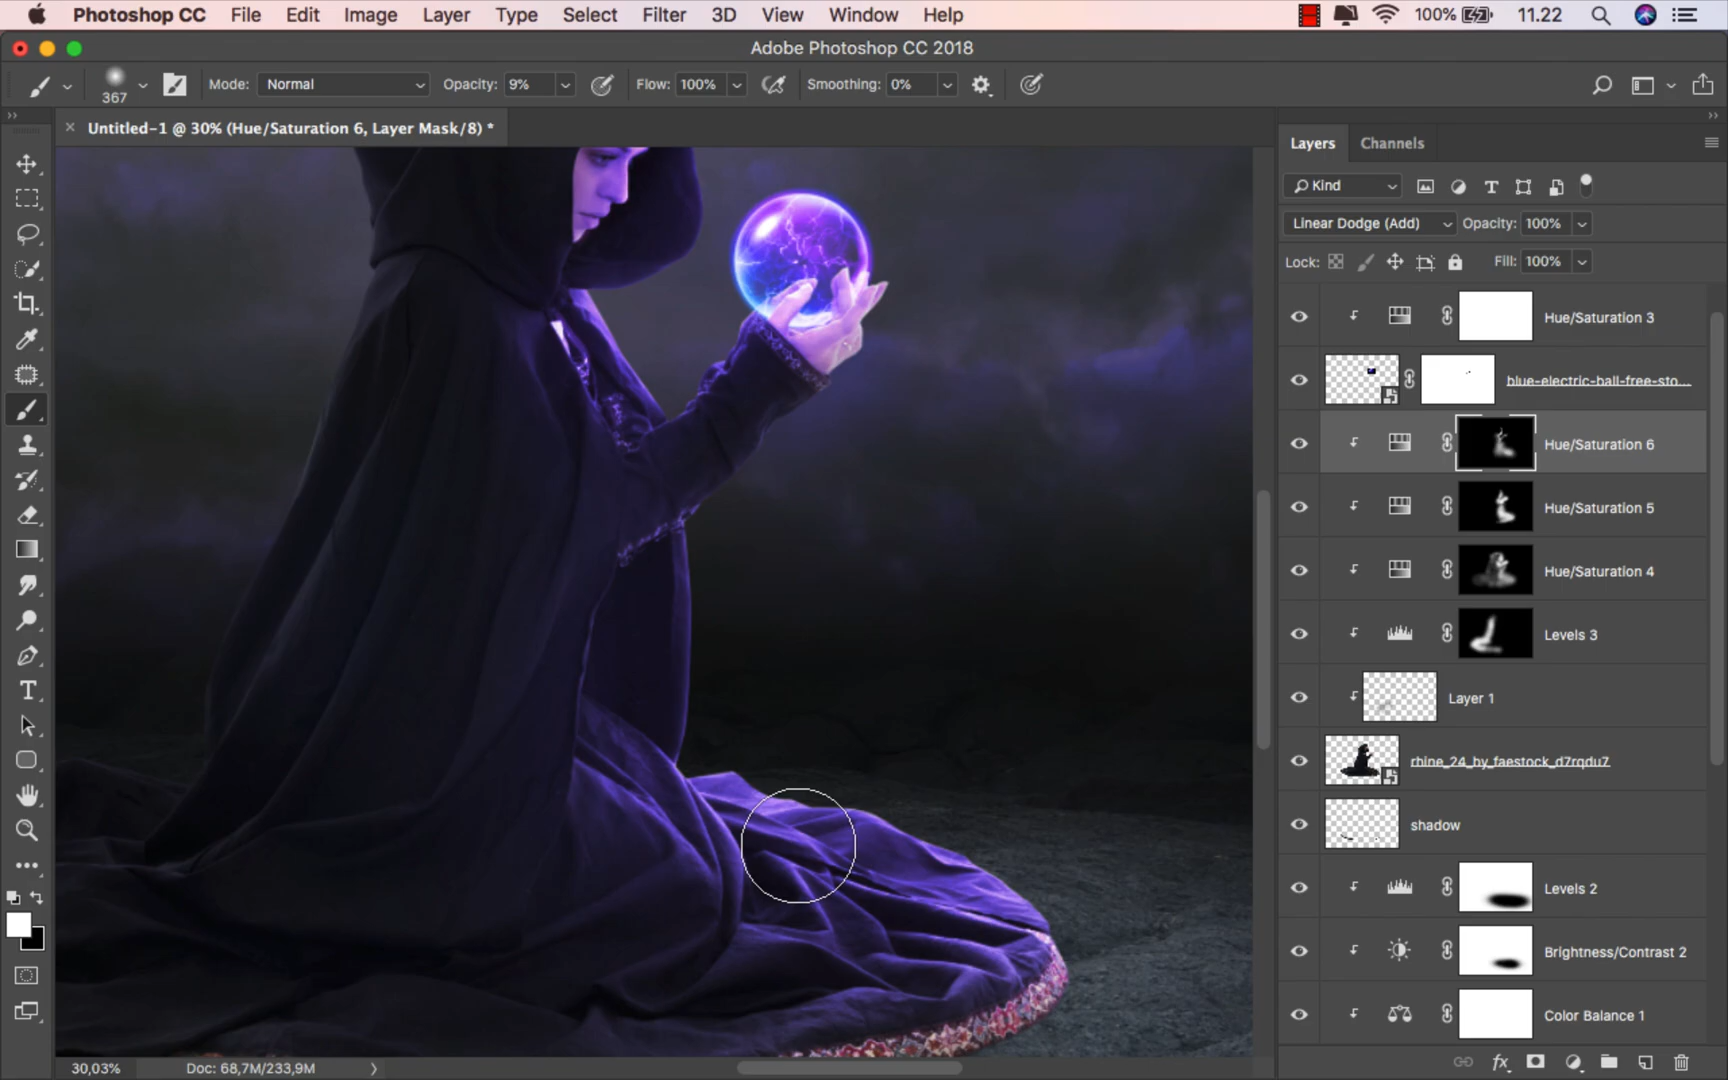 Photoshop CC File Edit Image Layer Type Select Filter 3D View Window Help 100% 11.22
Adobe Photoshop CC 2018
367 Mode: Normal Opacity: 9% Flow: 100% Smoothing: 0%
× Untitled-1 @ 30% (Hue/Saturation 6, Layer Mask/8) *
Layers Channels
Kind
Linear Dodge (Add) Opacity: 100%
Lock: Fill: 100%
Hue/Saturation 3
blue-electric-ball-free-sto...
Hue/Saturation 6
Hue/Saturation 5
Hue/Saturation 4
Levels 3
Layer 1
rhine_24_by_faestock_d7rqdu7
shadow
Levels 2
Brightness/Contrast 2
Color Balance 1
30,03% Doc: 68,7M/233,9M